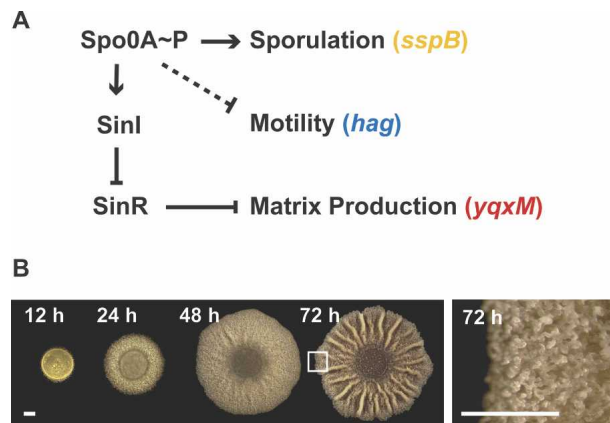 A
Spo0A~P Sporulation (sspB)
SinI Motility (hag)
SinR Matrix Production (yqxM)
B
12 h 24 h 48 h 72 h 72 h